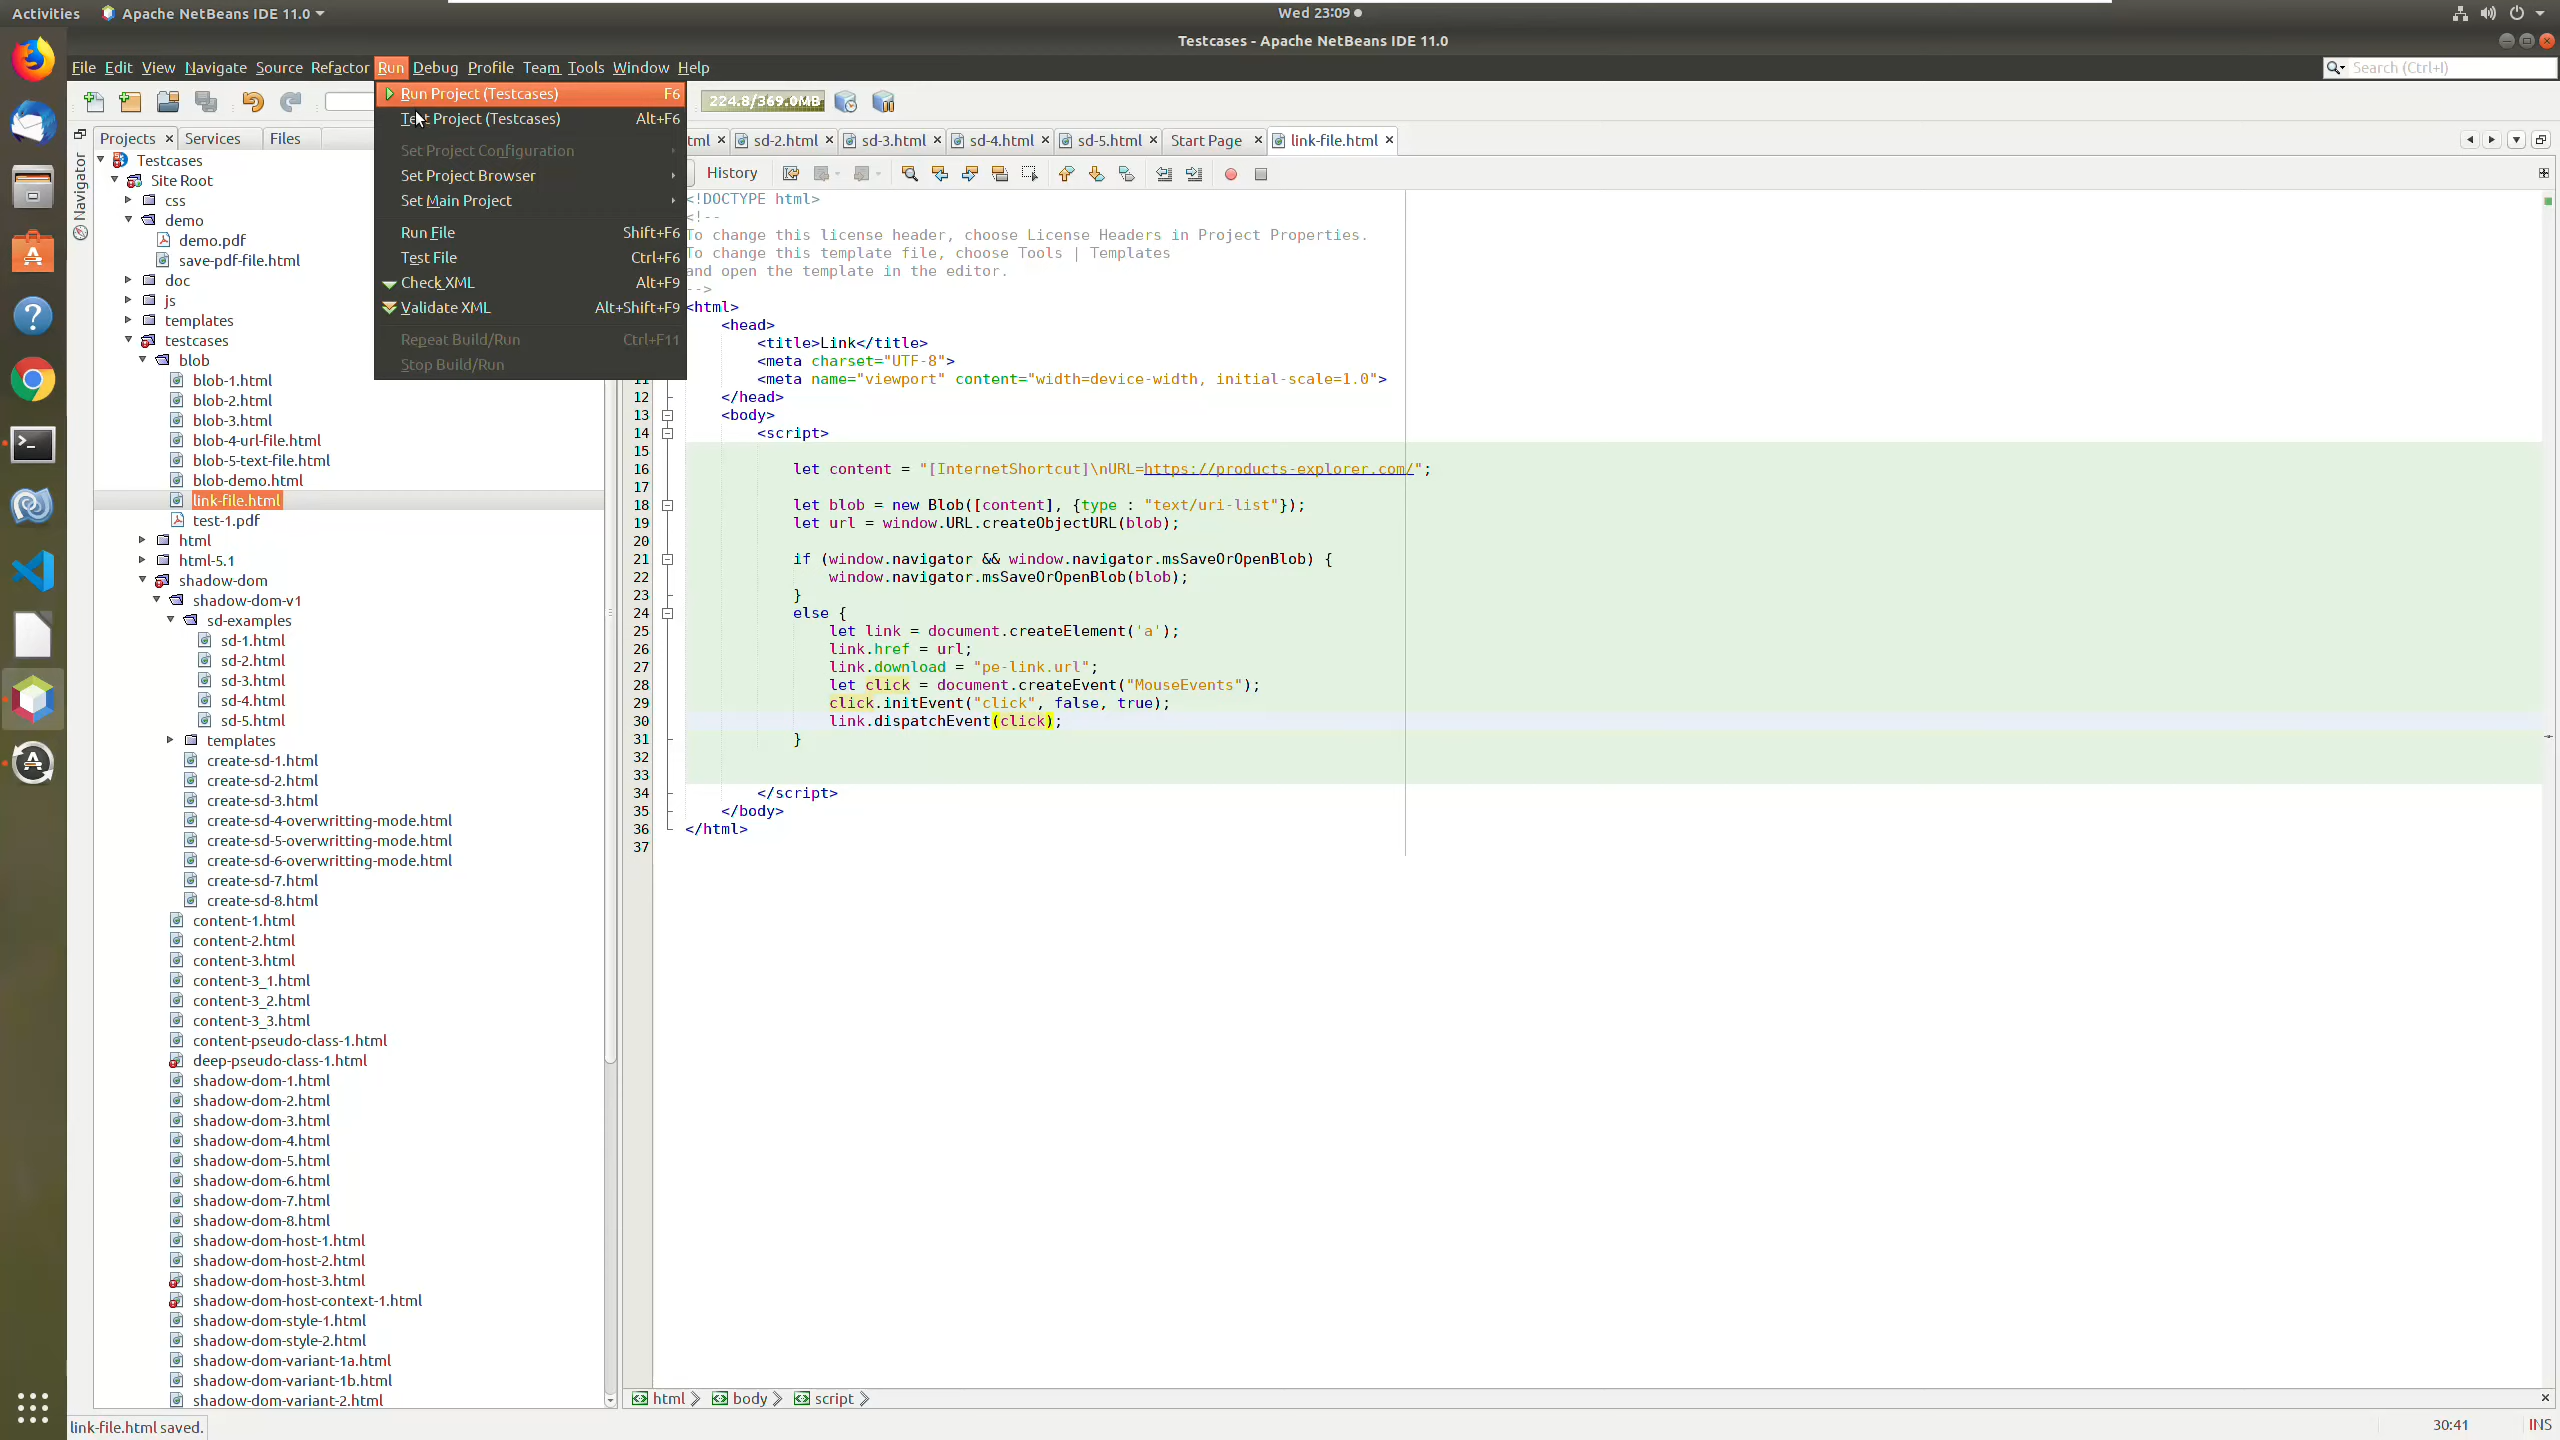 Activities
Apache NetBeans IDE 11.0
Wed 23:09
Testcases - Apache NetBeans IDE 11.0
File Edit View Navigate Source Refactor Run Debug Profile Team Tools Window Help
Search (Ctrl+I)
224.8/369.0MB
Run Project (Testcases) F6
Test Project (Testcases) Alt+F6
Set Project Configuration
Set Project Browser
Set Main Project
Run File Shift+F6
Test File Ctrl+F6
Check XML Alt+F9
Validate XML Alt+Shift+F9
Repeat Build/Run Ctrl+F11
Stop Build/Run
Projects
Services
Files
Navigator
Testcases
Site Root
css
demo
demo.pdf
save-pdf-file.html
doc
js
templates
testcases
blob
blob-1.html
blob-2.html
blob-3.html
blob-4-url-file.html
blob-5-text-file.html
blob-demo.html
link-file.html
test-1.pdf
html
html-5.1
shadow-dom
shadow-dom-v1
sd-examples
sd-1.html
sd-2.html
sd-3.html
sd-4.html
sd-5.html
templates
create-sd-1.html
create-sd-2.html
create-sd-3.html
create-sd-4-overwritting-mode.html
create-sd-5-overwritting-mode.html
create-sd-6-overwritting-mode.html
create-sd-7.html
create-sd-8.html
content-1.html
content-2.html
content-3.html
content-3_1.html
content-3_2.html
content-3_3.html
content-pseudo-class-1.html
deep-pseudo-class-1.html
shadow-dom-1.html
shadow-dom-2.html
shadow-dom-3.html
shadow-dom-4.html
shadow-dom-5.html
shadow-dom-6.html
shadow-dom-7.html
shadow-dom-8.html
shadow-dom-host-1.html
shadow-dom-host-2.html
shadow-dom-host-3.html
shadow-dom-host-context-1.html
shadow-dom-style-1.html
shadow-dom-style-2.html
shadow-dom-variant-1a.html
shadow-dom-variant-1b.html
shadow-dom-variant-2.html
tml
sd-2.html
sd-3.html
sd-4.html
sd-5.html
Start Page
link-file.html
History
<!DOCTYPE html>
<!--
To change this license header, choose License Headers in Project Properties.
To change this template file, choose Tools | Templates
and open the template in the editor.
-->
<html>
<head>
<title>Link</title>
<meta charset="UTF-8">
11 <meta name="viewport" content="width=device-width, initial-scale=1.0">
12 </head>
13 <body>
14 <script>
15
16 let content = "[InternetShortcut]\nURL=https://products-explorer.com/";
17
18 let blob = new Blob([content], {type : "text/uri-list"});
19 let url = window.URL.createObjectURL(blob);
20
21 if (window.navigator && window.navigator.msSaveOrOpenBlob) {
22 window.navigator.msSaveOrOpenBlob(blob);
23 }
24 else {
25 let link = document.createElement('a');
26 link.href = url;
27 link.download = "pe-link.url";
28 let click = document.createEvent("MouseEvents");
29 click.initEvent("click", false, true);
30 link.dispatchEvent(click);
31 }
32
33
34 </script>
35 </body>
36 </html>
37
html
body
script
link-file.html saved.
30:41
INS